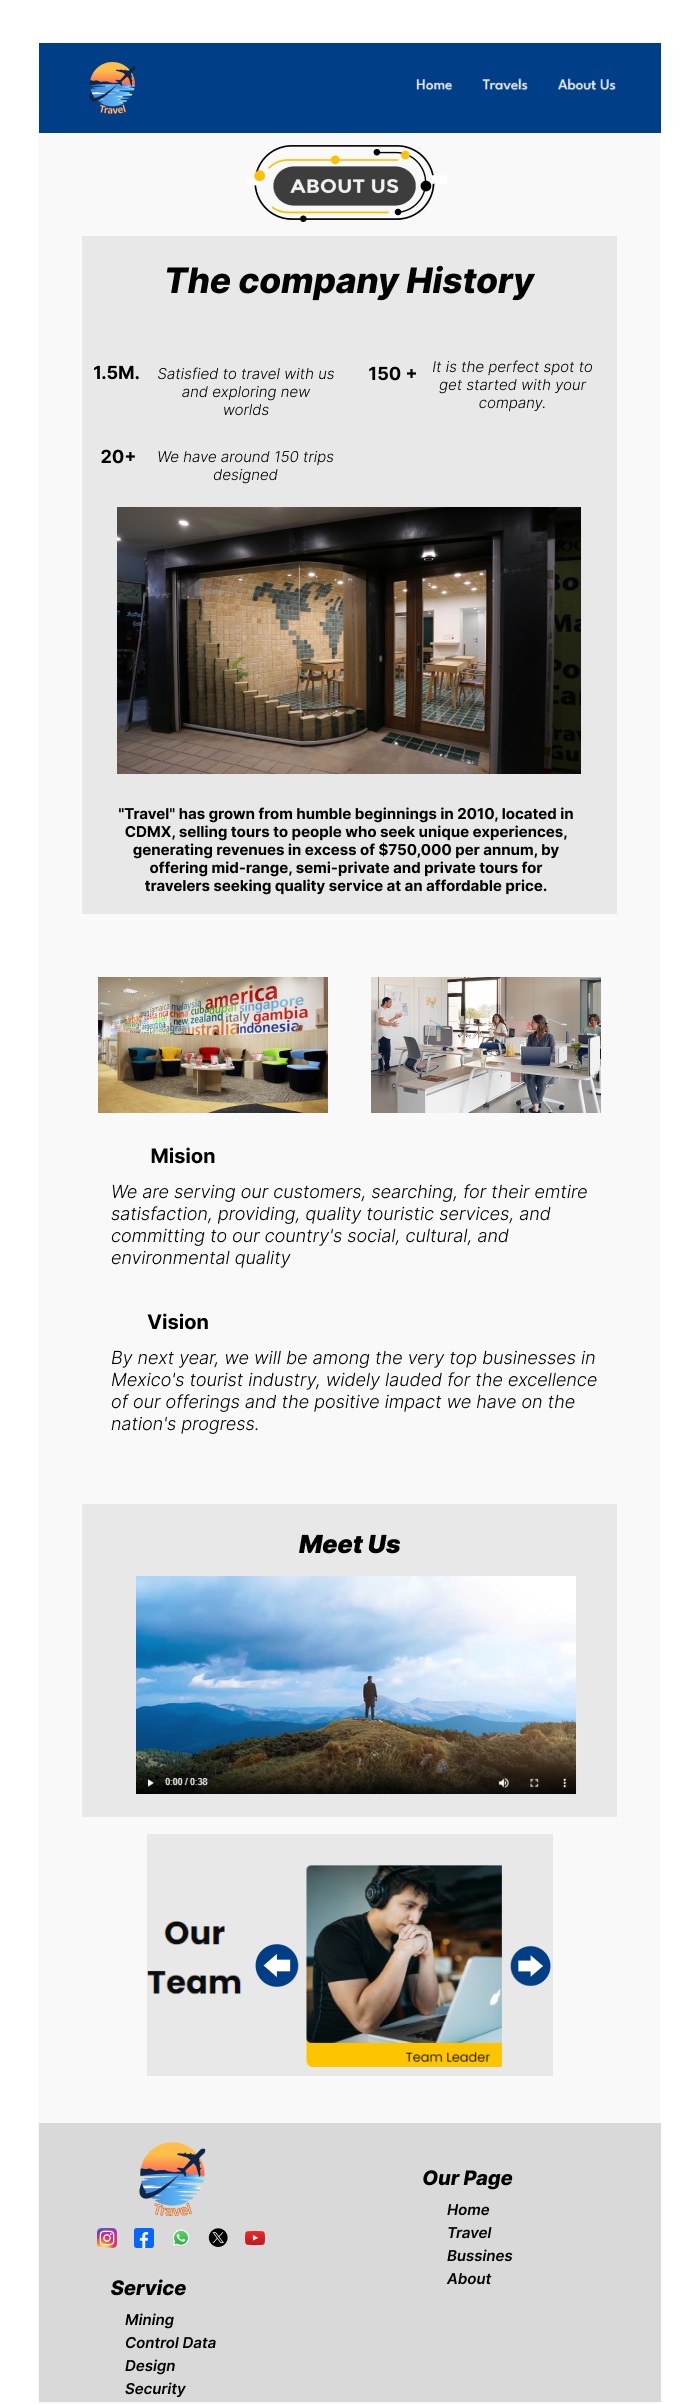 Travel
Home Travels About Us
ABOUT US
The company History
1.5M.
Satisfied to travel with us
and exploring new
worlds
150 +
It is the perfect spot to
get started with your
company.
20+
We have around 150 trips
designed
"Travel" has grown from humble beginnings in 2010, located in
CDMX, selling tours to people who seek unique experiences,
generating revenues in excess of $750,000 per annum, by
offering mid-range, semi-private and private tours for
travelers seeking quality service at an affordable price.
america
malaysia
cuba dubai singapore
new zealand italy gambia
indonesia
Mision
We are serving our customers, searching, for their emtire
satisfaction, providing, quality touristic services, and
committing to our country's social, cultural, and
environmental quality
Vision
By next year, we will be among the very top businesses in
Mexico's tourist industry, widely lauded for the excellence
of our offerings and the positive impact we have on the
nation's progress.
Meet Us
0:00 / 0:38
Our
Team
Team Leader
Travel
Service
Mining
Control Data
Design
Security
Our Page
Home
Travel
Bussines
About